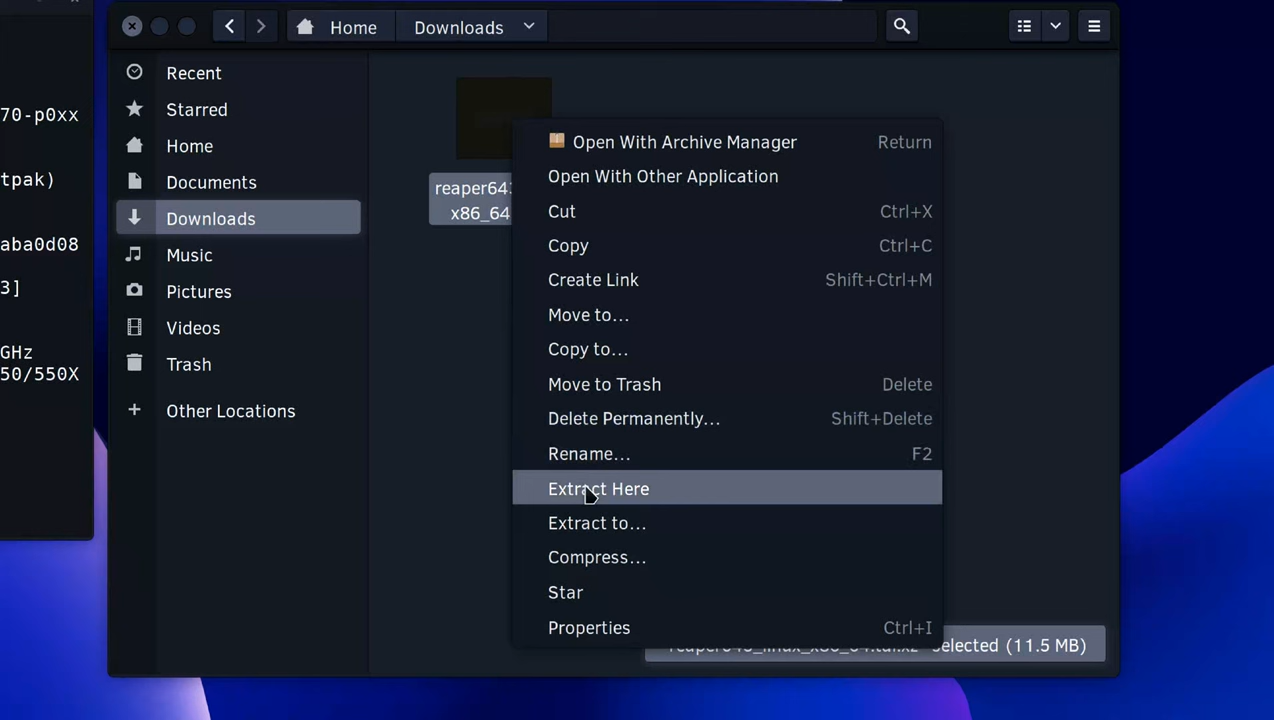 Home
Downloads
70-p0xx
tpak)
aba0d08
3]
GHz
50/550X
Recent
Starred
Home
Documents
Downloads
Music
Pictures
Videos
Trash
Other Locations
reaper643
x86_64
Open With Archive Manager Return
Open With Other Application
Cut Ctrl+X
Copy Ctrl+C
Create Link Shift+Ctrl+M
Move to…
Copy to…
Move to Trash Delete
Delete Permanently… Shift+Delete
Rename… F2
Extract Here
Extract to…
Compress…
Star
Properties Ctrl+I
selected (11.5 MB)